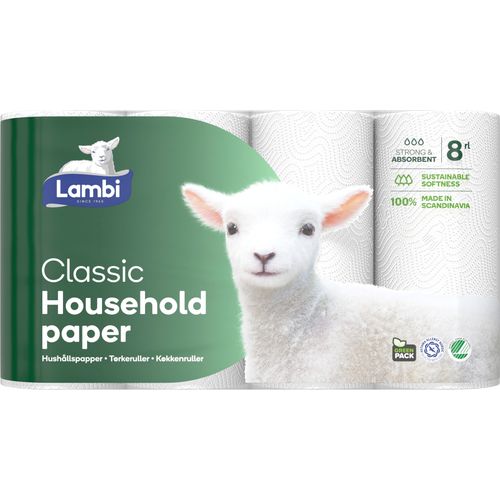 Lambi
SINCE 1968
Classic
Household
paper
Hushållspapper • Tørkeruller • Køkkenruller
STRONG &
ABSORBENT
8 rl
SUSTAINABLE
SOFTNESS
100% MADE IN
SCANDINAVIA
GREEN
PACK